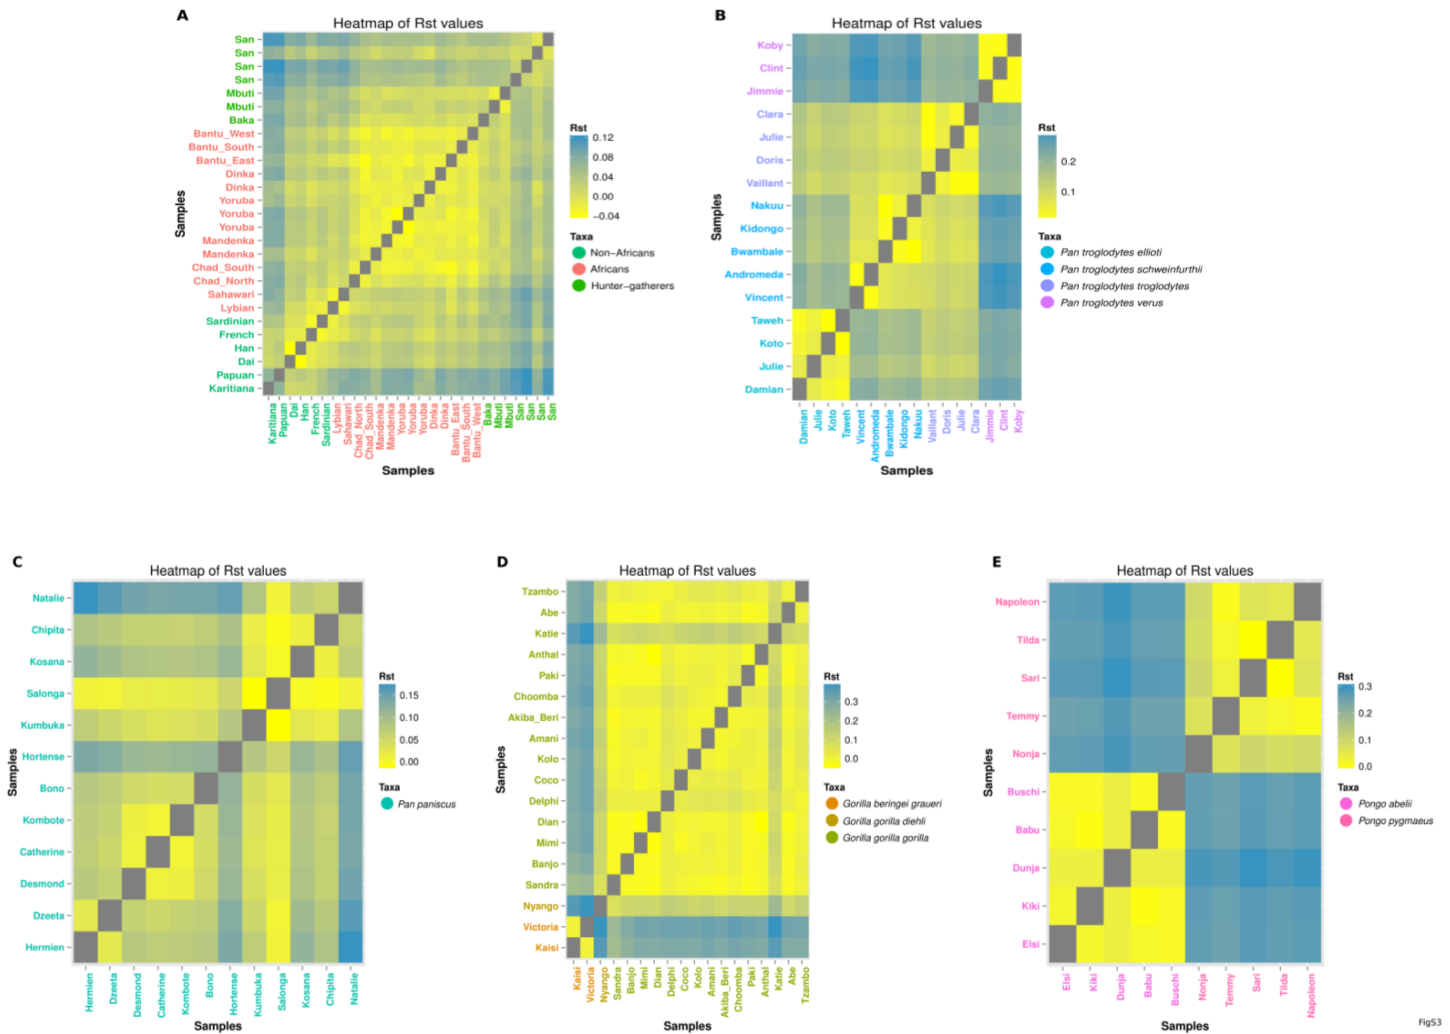 A
Heatmap of Rst values
San
San
San
San
Mbuti
Mbuti
Baka
Bantu_West
Bantu_South
Bantu_East
Dinka
Dinka
Yoruba
Yoruba
Yoruba
Mandenka
Mandenka
Chad_South
Chad_North
Sahawari
Lybian
Sardinian
French
Han
Dai
Papuan
Karitiana
Samples
Karitiana
Papuan
Dai
Han
French
Sardinian
Lybian
Sahawari
Chad_North
Chad_South
Mandenka
Mandenka
Yoruba
Yoruba
Yoruba
Dinka
Dinka
Bantu_East
Bantu_South
Bantu_West
Baka
Mbuti
Mbuti
San
San
San
San
Samples
Rst
0.12
0.08
0.04
0.00
−0.04
Taxa
Non−Africans
Africans
Hunter−gatherers
B
Heatmap of Rst values
Koby
Clint
Jimmie
Clara
Julie
Doris
Vaillant
Nakuu
Kidongo
Bwambale
Andromeda
Vincent
Taweh
Koto
Julie
Damian
Samples
Damian
Julie
Koto
Taweh
Vincent
Andromeda
Bwambale
Kidongo
Nakuu
Vaillant
Doris
Julie
Clara
Jimmie
Clint
Koby
Samples
Rst
0.2
0.1
Taxa
Pan troglodytes ellioti
Pan troglodytes schweinfurthii
Pan troglodytes troglodytes
Pan troglodytes verus
C
Heatmap of Rst values
Natalie
Chipita
Kosana
Salonga
Kumbuka
Hortense
Bono
Kombote
Catherine
Desmond
Dzeeta
Hermien
Samples
Hermien
Dzeeta
Desmond
Catherine
Kombote
Bono
Hortense
Kumbuka
Salonga
Kosana
Chipita
Natalie
Samples
Rst
0.15
0.10
0.05
0.00
Taxa
Pan paniscus
D
Heatmap of Rst values
Tzambo
Abe
Katie
Anthal
Paki
Choomba
Akiba_Beri
Amani
Kolo
Coco
Delphi
Dian
Mimi
Banjo
Sandra
Nyango
Victoria
Kaisi
Samples
Kaisi
Victoria
Nyango
Sandra
Banjo
Mimi
Dian
Delphi
Coco
Kolo
Amani
Akiba_Beri
Choomba
Paki
Anthal
Katie
Abe
Tzambo
Samples
Rst
0.3
0.2
0.1
0.0
Taxa
Gorilla beringei graueri
Gorilla gorilla diehli
Gorilla gorilla gorilla
E
Heatmap of Rst values
Napoleon
Tilda
Sari
Temmy
Nonja
Buschi
Babu
Dunja
Kiki
Elsi
Samples
Elsi
Kiki
Dunja
Babu
Buschi
Nonja
Temmy
Sari
Tilda
Napoleon
Samples
Rst
0.3
0.2
0.1
0.0
Taxa
Pongo abelii
Pongo pygmaeus
FigS3